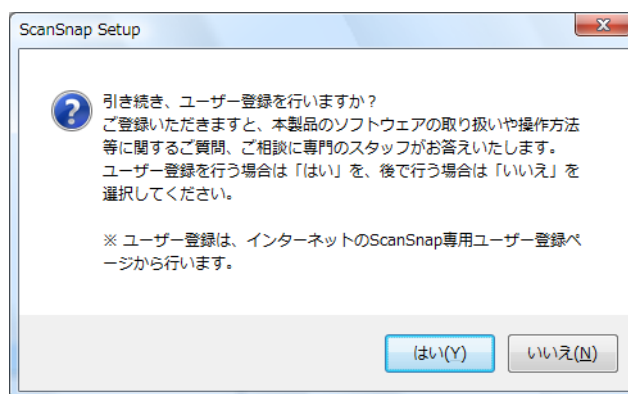 ScanSnap Setup
引き続き、ユーザー登録を行いますか？
ご登録いただきますと、本製品のソフトウェアの取り扱いや操作方法
等に関するご質問、ご相談に専門のスタッフがお答えいたします。
ユーザー登録を行う場合は「はい」を、後で行う場合は「いいえ」を
選択してください。
※ ユーザー登録は、インターネットのScanSnap専用ユーザー登録ペ
ージから行います。
はい(Y)
いいえ(N)